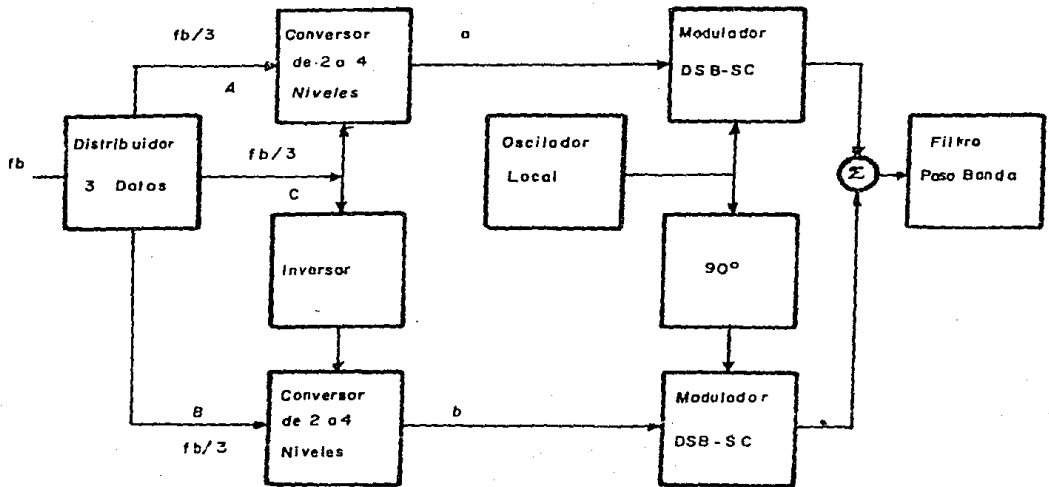 fb/3
A
Conversor
de 2 a 4
Niveles
a
Modulador
DSB-SC
fb
Distribuidor
3 Datos
fb/3
C
Oscilador
Local
Σ
Filtro
Paso Banda
Inversor
90°
B
fb/3
Conversor
de 2 a 4
Niveles
b
Modulador
DSB-SC